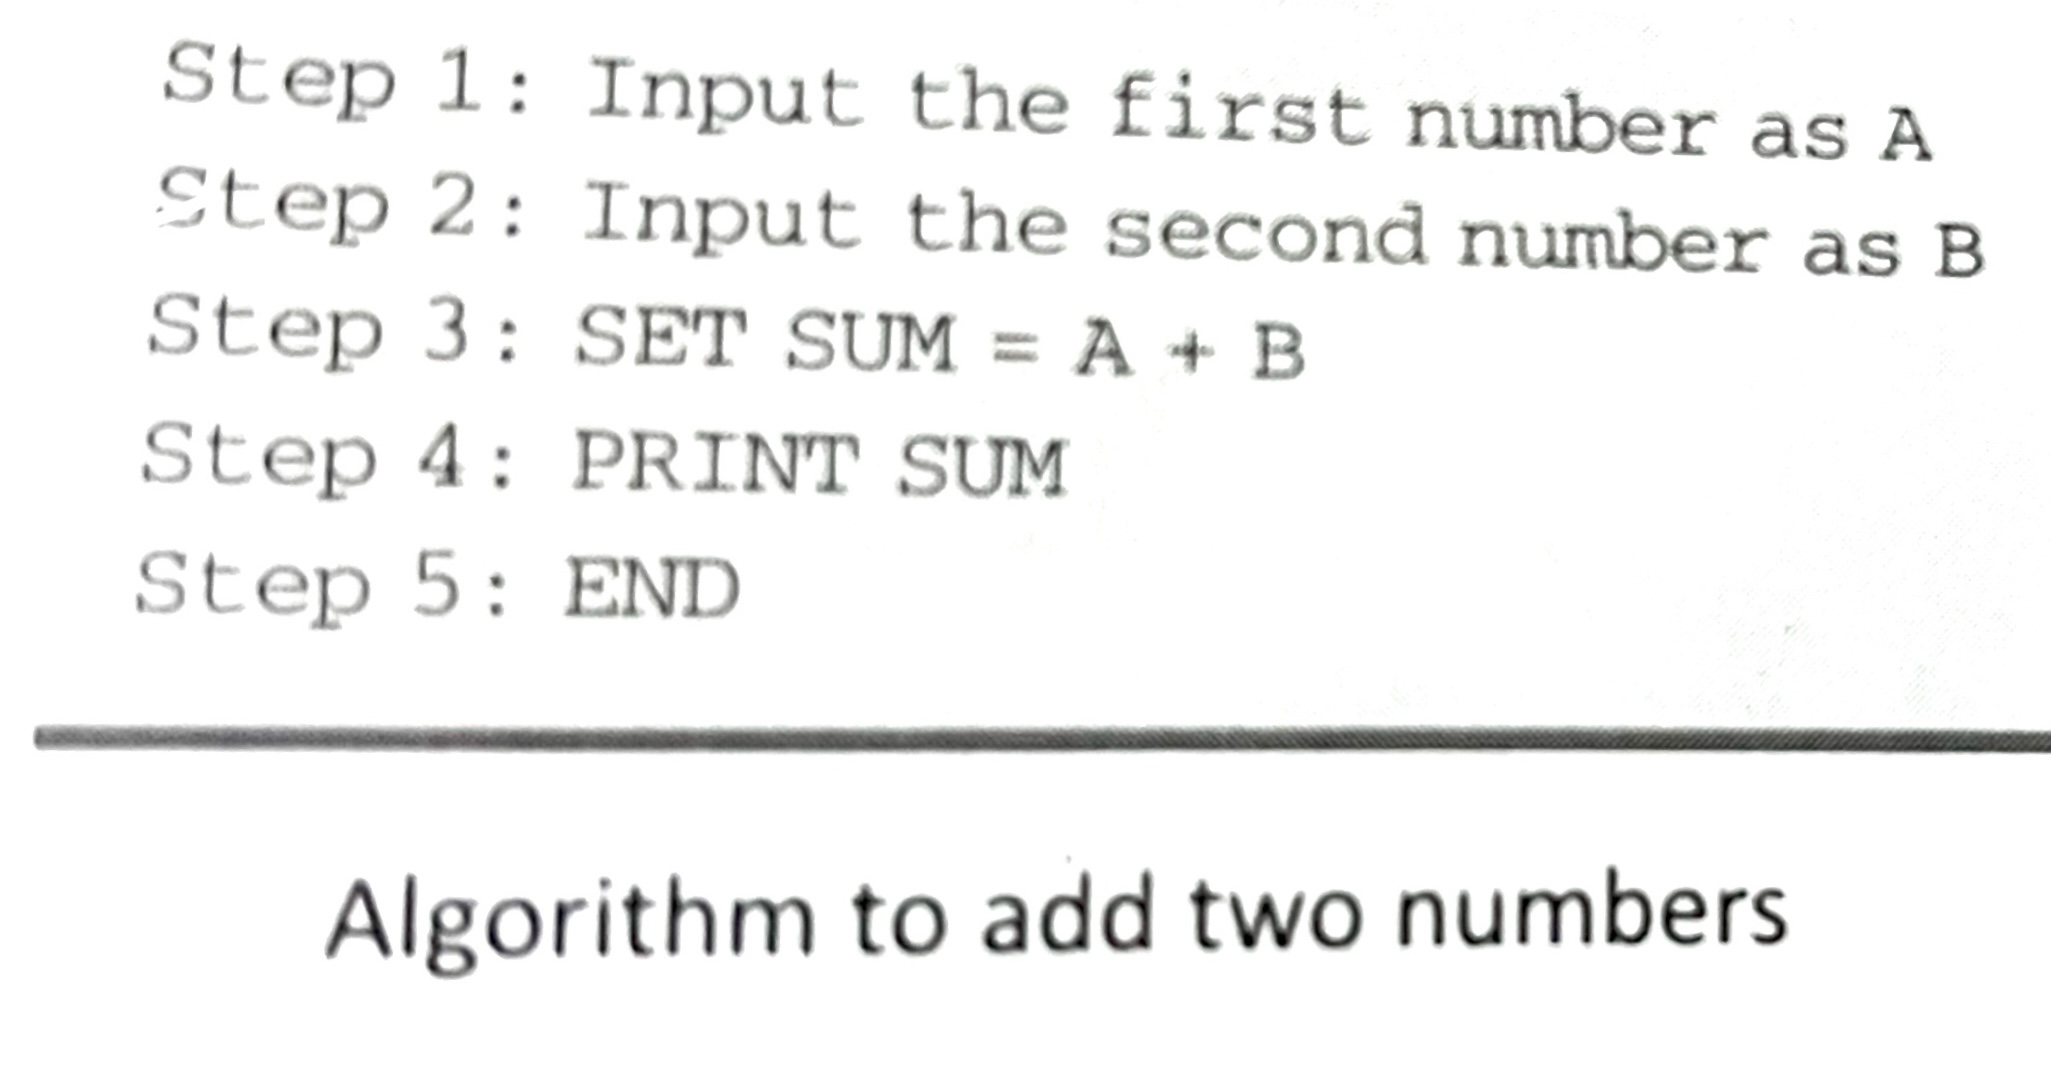 Step 1: Input the first number as A
Step 2: Input the second number as B
Step 3: SET SUM = A + B
Step 4: PRINT SUM
Step 5: END
Algorithm to add two numbers